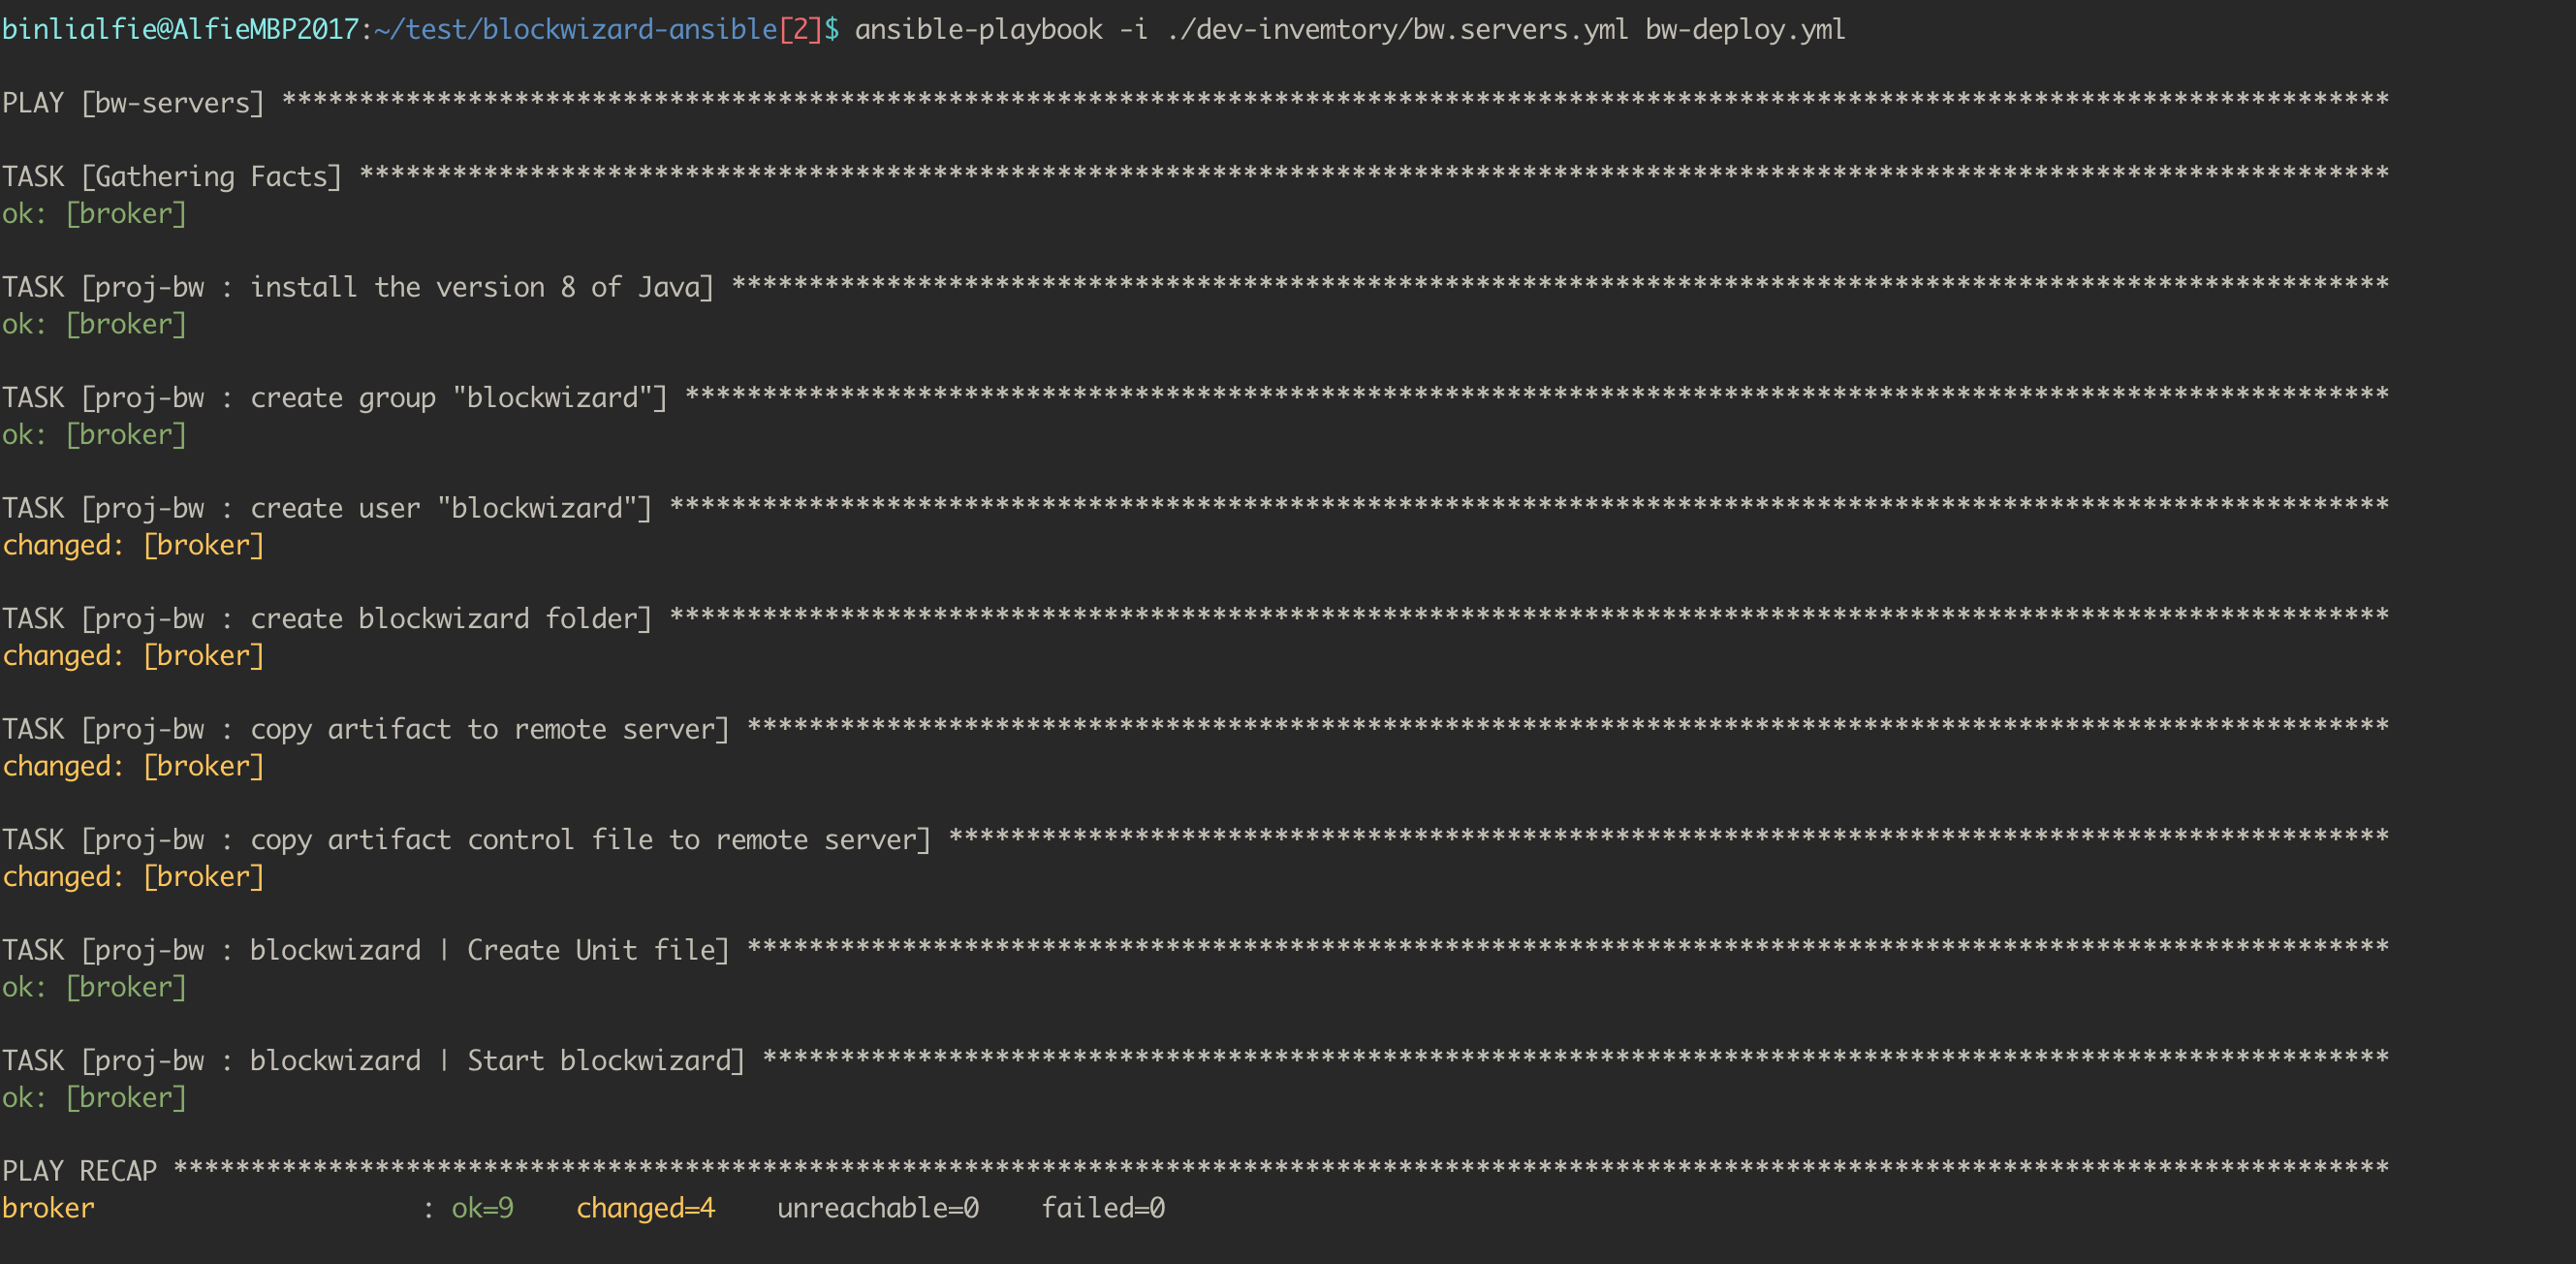 binlialfie@AlfieMBP2017:~/test/blockwizard-ansible[2]$ ansible-playbook -i ./dev-invemtory/bw.servers.yml bw-deploy.yml
PLAY [bw-servers] ****************************************************************************************************************************************
TASK [Gathering Facts] ***********************************************************************************************************************************
ok: [broker]
TASK [proj-bw : install the version 8 of Java] ***********************************************************************************************************
ok: [broker]
TASK [proj-bw : create group "blockwizard"] **************************************************************************************************************
ok: [broker]
TASK [proj-bw : create user "blockwizard"] ***************************************************************************************************************
changed: [broker]
TASK [proj-bw : create blockwizard folder] ***************************************************************************************************************
changed: [broker]
TASK [proj-bw : copy artifact to remote server] **********************************************************************************************************
changed: [broker]
TASK [proj-bw : copy artifact control file to remote server] *********************************************************************************************
changed: [broker]
TASK [proj-bw : blockwizard | Create Unit file] **********************************************************************************************************
ok: [broker]
TASK [proj-bw : blockwizard | Start blockwizard] *********************************************************************************************************
ok: [broker]
PLAY RECAP ***********************************************************************************************************************************************
broker                     : ok=9    changed=4    unreachable=0    failed=0